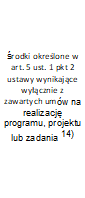 Środki określone w
art. 5 ust. 1 pkt 2
ustawy wynikające
wyłącznie z
zawartych umów na
realizację
programu, projektu
lub zadania 14)